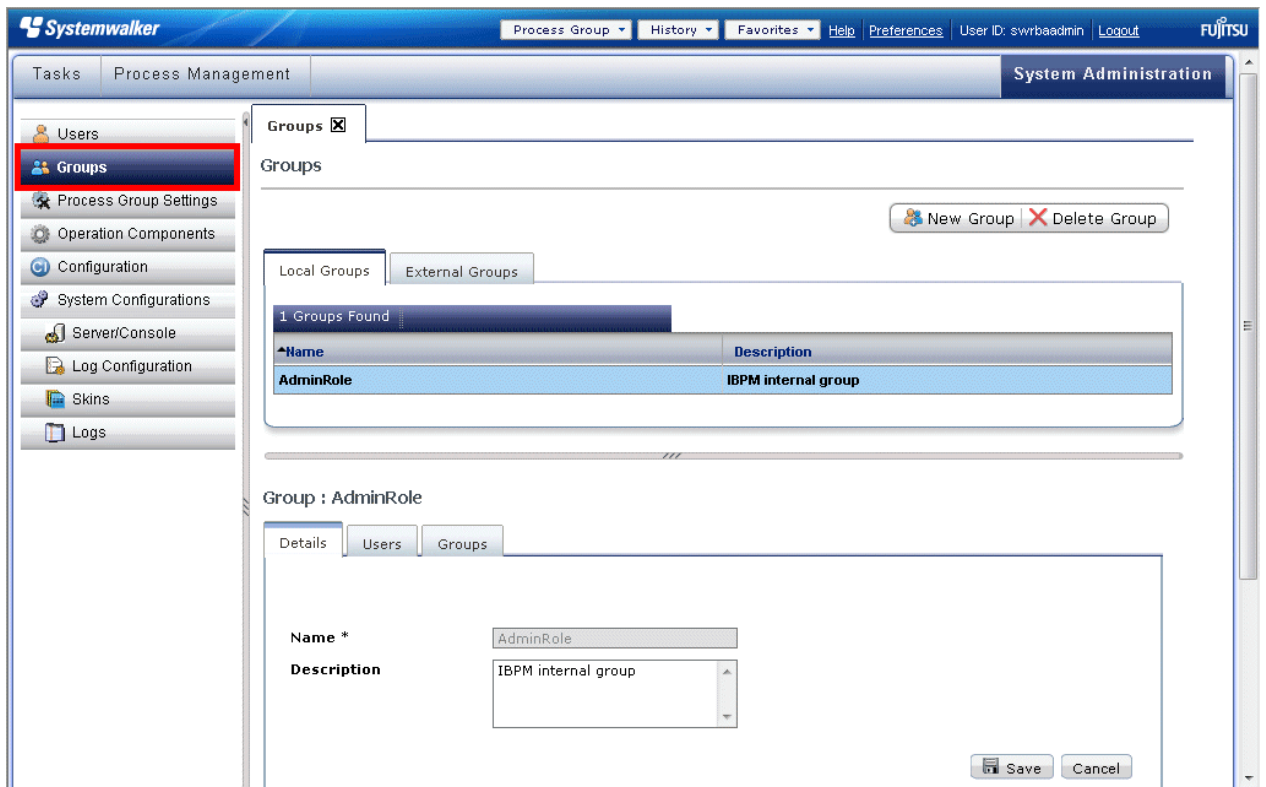 Systemwalker Process Group History Favorites Help Preferences User ID: swrbaadmin Logout FUJITSU
Tasks Process Management System Administration
Users
Groups
Process Group Settings
Operation Components
Configuration
System Configurations
Server/Console
Log Configuration
Skins
Logs
Groups
Groups
New Group Delete Group
Local Groups External Groups
1 Groups Found
Name Description
AdminRole IBPM internal group
Group : AdminRole
Details Users Groups
Name * AdminRole
Description IBPM internal group
Save Cancel